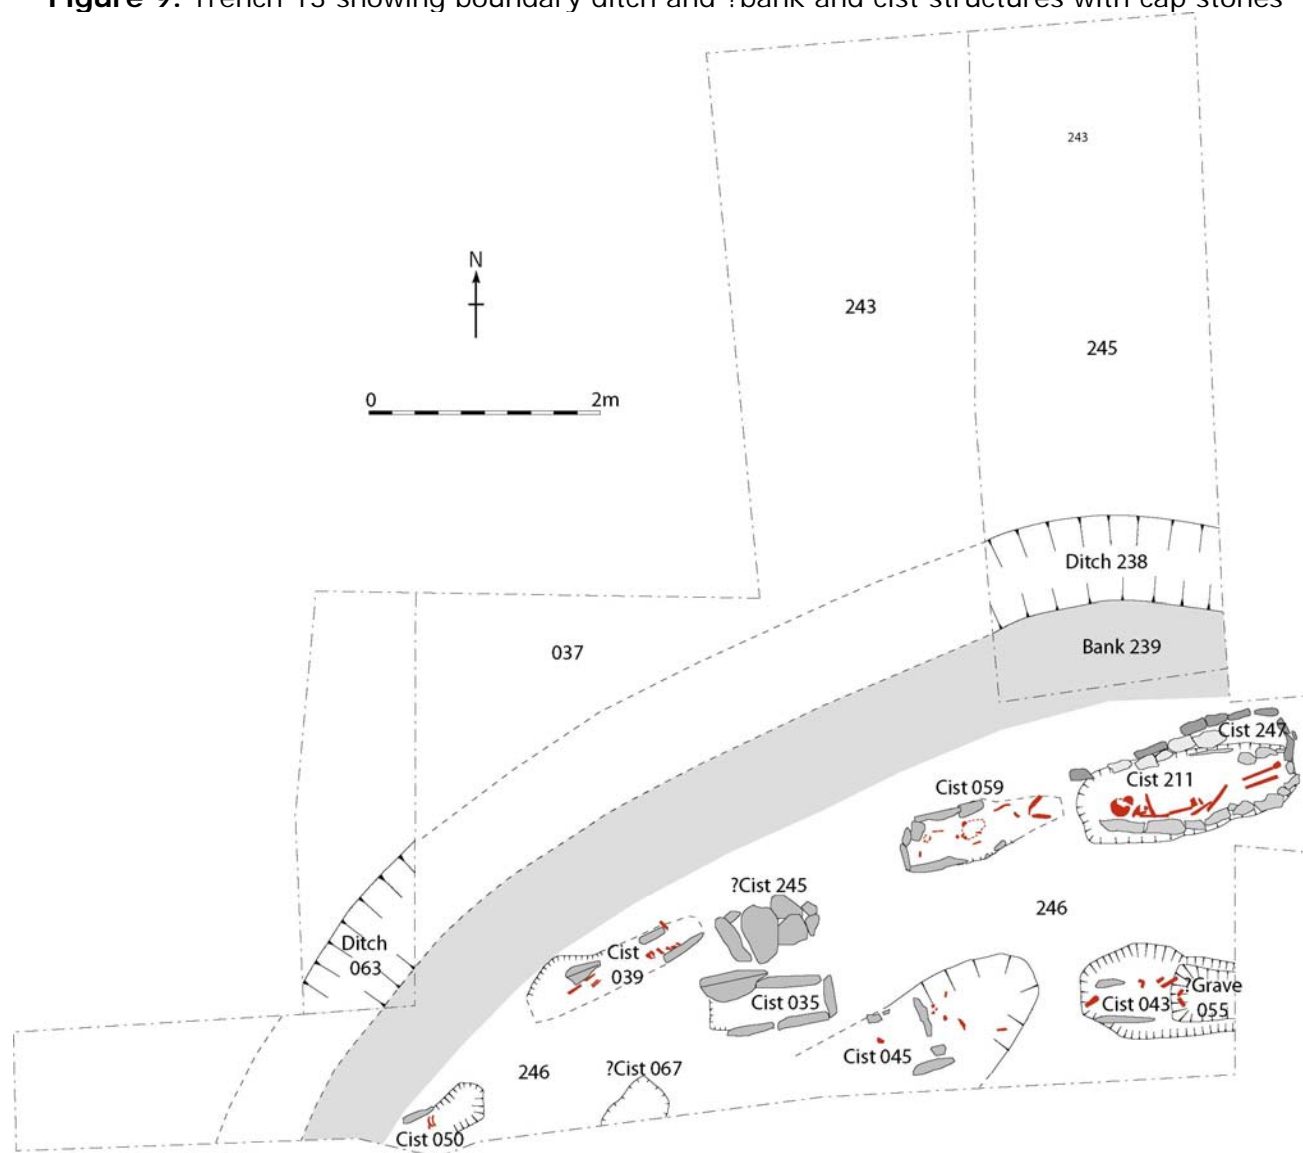 Figure 9. Trench 13 showing boundary ditch and ?bank and cist structures with cap stones
243
N
243
245
0 2m
Ditch 238
Bank 239
037
Cist 247
Cist 211
Cist 059
?Cist 245
246
Ditch
063
Cist
039
Cist 035
Cist 043
?Grave
055
Cist 045
?Cist 067
246
Cist 050